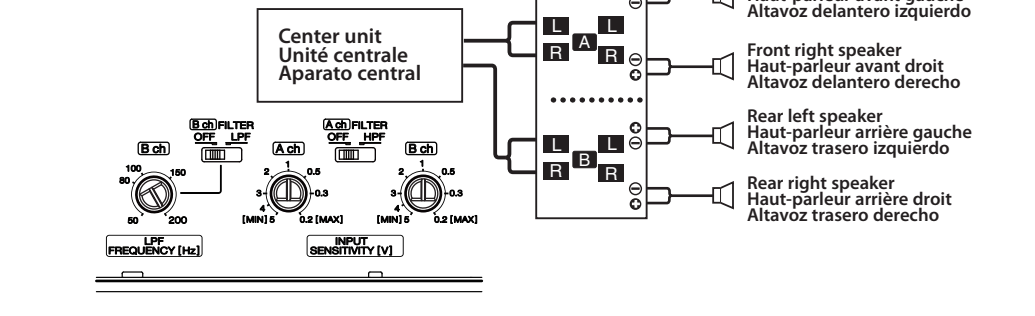 Haut-parleur avant gauche
Altavoz delantero izquierdo
Center unit
Unité centrale
Aparato central
L L
A
R R
Front right speaker
Haut-parleur avant droit
Altavoz delantero derecho
Rear left speaker
Haut-parleur arrière gauche
Altavoz trasero izquierdo
L L
B
R R
Rear right speaker
Haut-parleur arrière droit
Altavoz trasero derecho
B ch FILTER
OFF LPF
A ch FILTER
OFF HPF
B ch
A ch
B ch
100 150
80
50 200
1
2 0.5
3 0.3
4
[MIN] 5 0.2 [MAX]
1
2 0.5
3 0.3
4
[MIN] 5 0.2 [MAX]
LPF
FREQUENCY [Hz]
INPUT
SENSITIVITY [V]